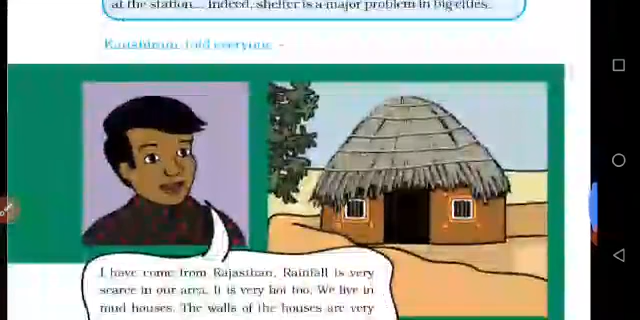 at the station... Indeed, shelter is a major problem in big cities.
Kanshiram told everyone –
I have come from Rajasthan. Rainfall is very
scarce in our area. It is very hot too. We live in
mud houses. The walls of the houses are very